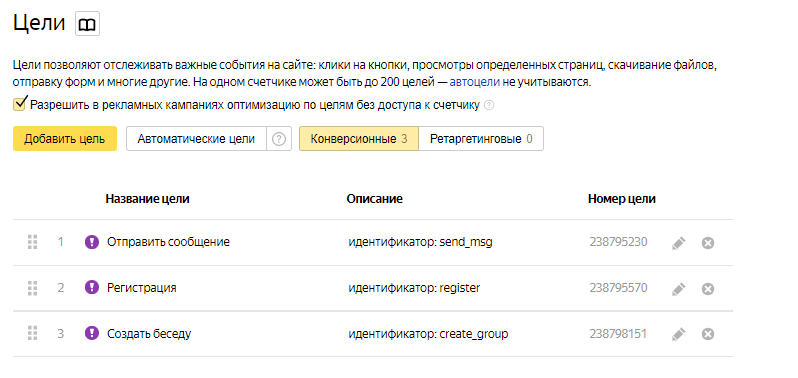 Цели
Цели позволяют отслеживать важные события на сайте: клики на кнопки, просмотры определенных страниц, скачивание файлов,
отправку форм и многие другие. На одном счетчике может быть до 200 целей — автоцели не учитываются.
Разрешить в рекламных кампаниях оптимизацию по целям без доступа к счетчику ?
Добавить цель Автоматические цели ? Конверсионные 3 Ретаргетинговые 0
Название цели Описание Номер цели
1 Отправить сообщение идентификатор: send_msg 238795230
2 Регистрация идентификатор: register 238795570
3 Создать беседу идентификатор: create_group 238798151